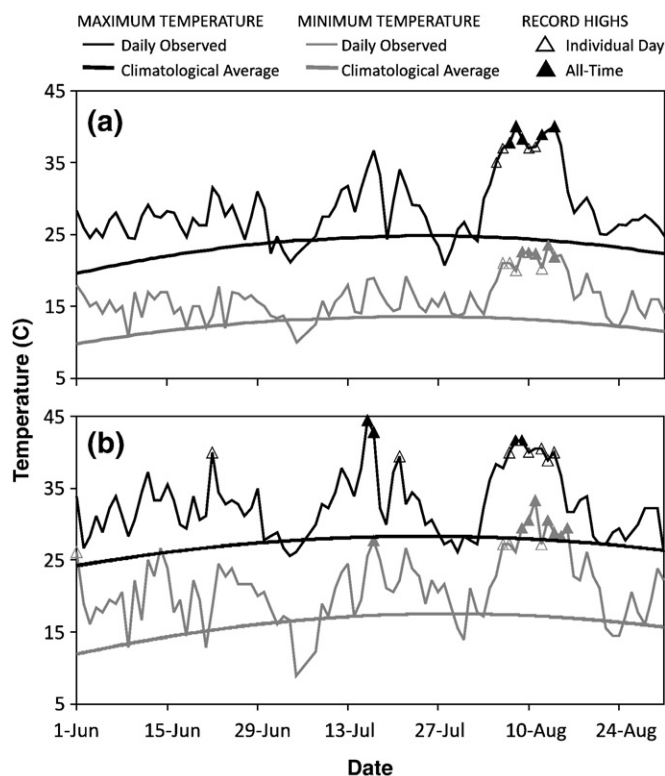 MAXIMUM TEMPERATURE MINIMUM TEMPERATURE RECORD HIGHS
Daily Observed Daily Observed Individual Day
Climatological Average Climatological Average All-Time
45
(a)
35
25
15
5
Temperature (C)
45
(b)
35
25
15
5
1-Jun 15-Jun 29-Jun 13-Jul 27-Jul 10-Aug 24-Aug
Date